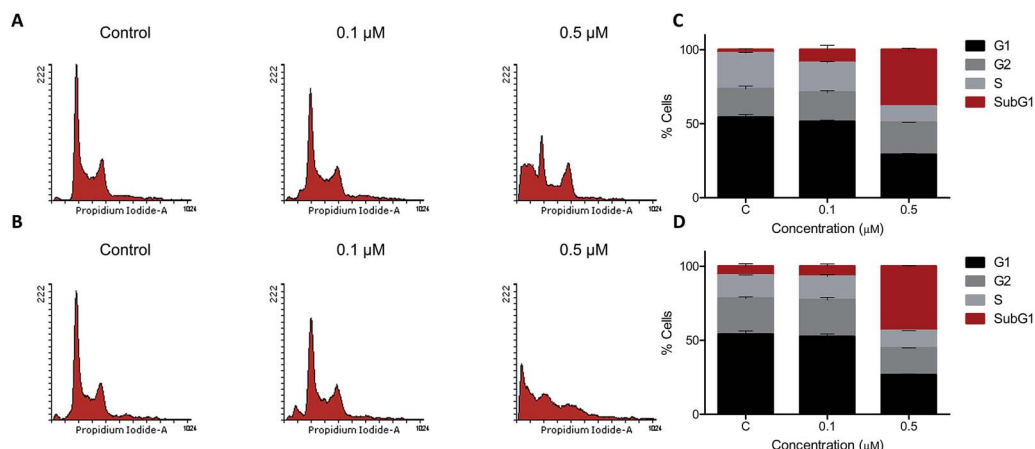 A
Control
0.1 µM
0.5 µM
222
Propidium Iodide-A
1024
222
Propidium Iodide-A
1024
222
Propidium Iodide-A
1024
B
Control
0.1 µM
0.5 µM
222
Propidium Iodide-A
1024
222
Propidium Iodide-A
1024
222
Propidium Iodide-A
1024
C
100
50
0
% Cells
C
0.1
0.5
Concentration (µM)
G1
G2
S
SubG1
D
100
50
0
% Cells
C
0.1
0.5
Concentration (µM)
G1
G2
S
SubG1